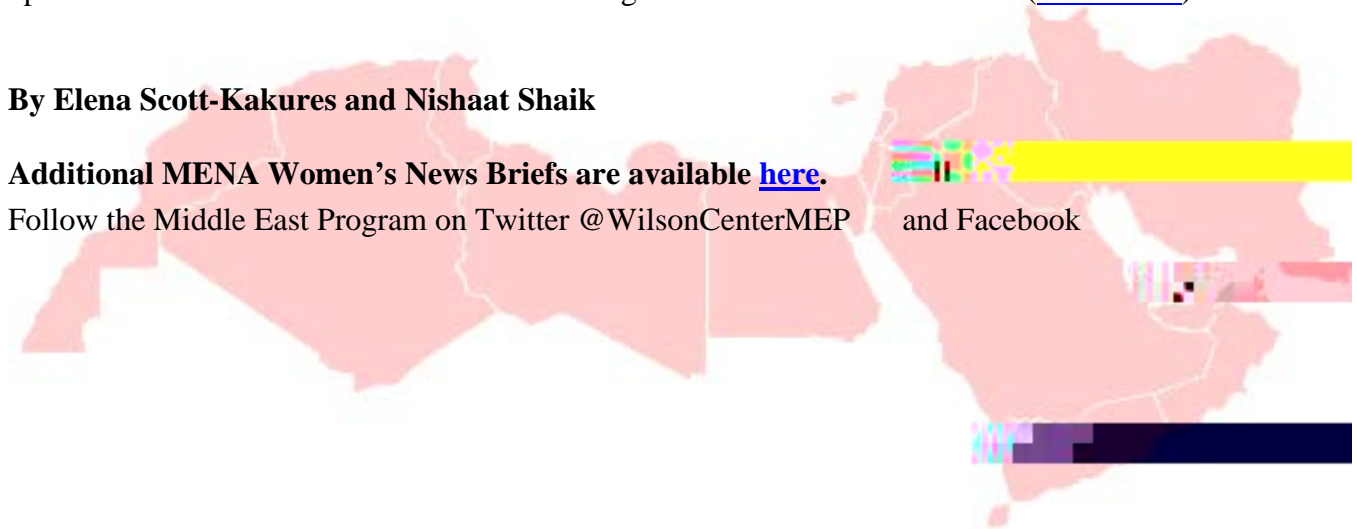 By Elena Scott-Kakures and Nishaat Shaik
Additional MENA Women’s News Briefs are available here.
Follow the Middle East Program on Twitter @WilsonCenterMEP and Facebook